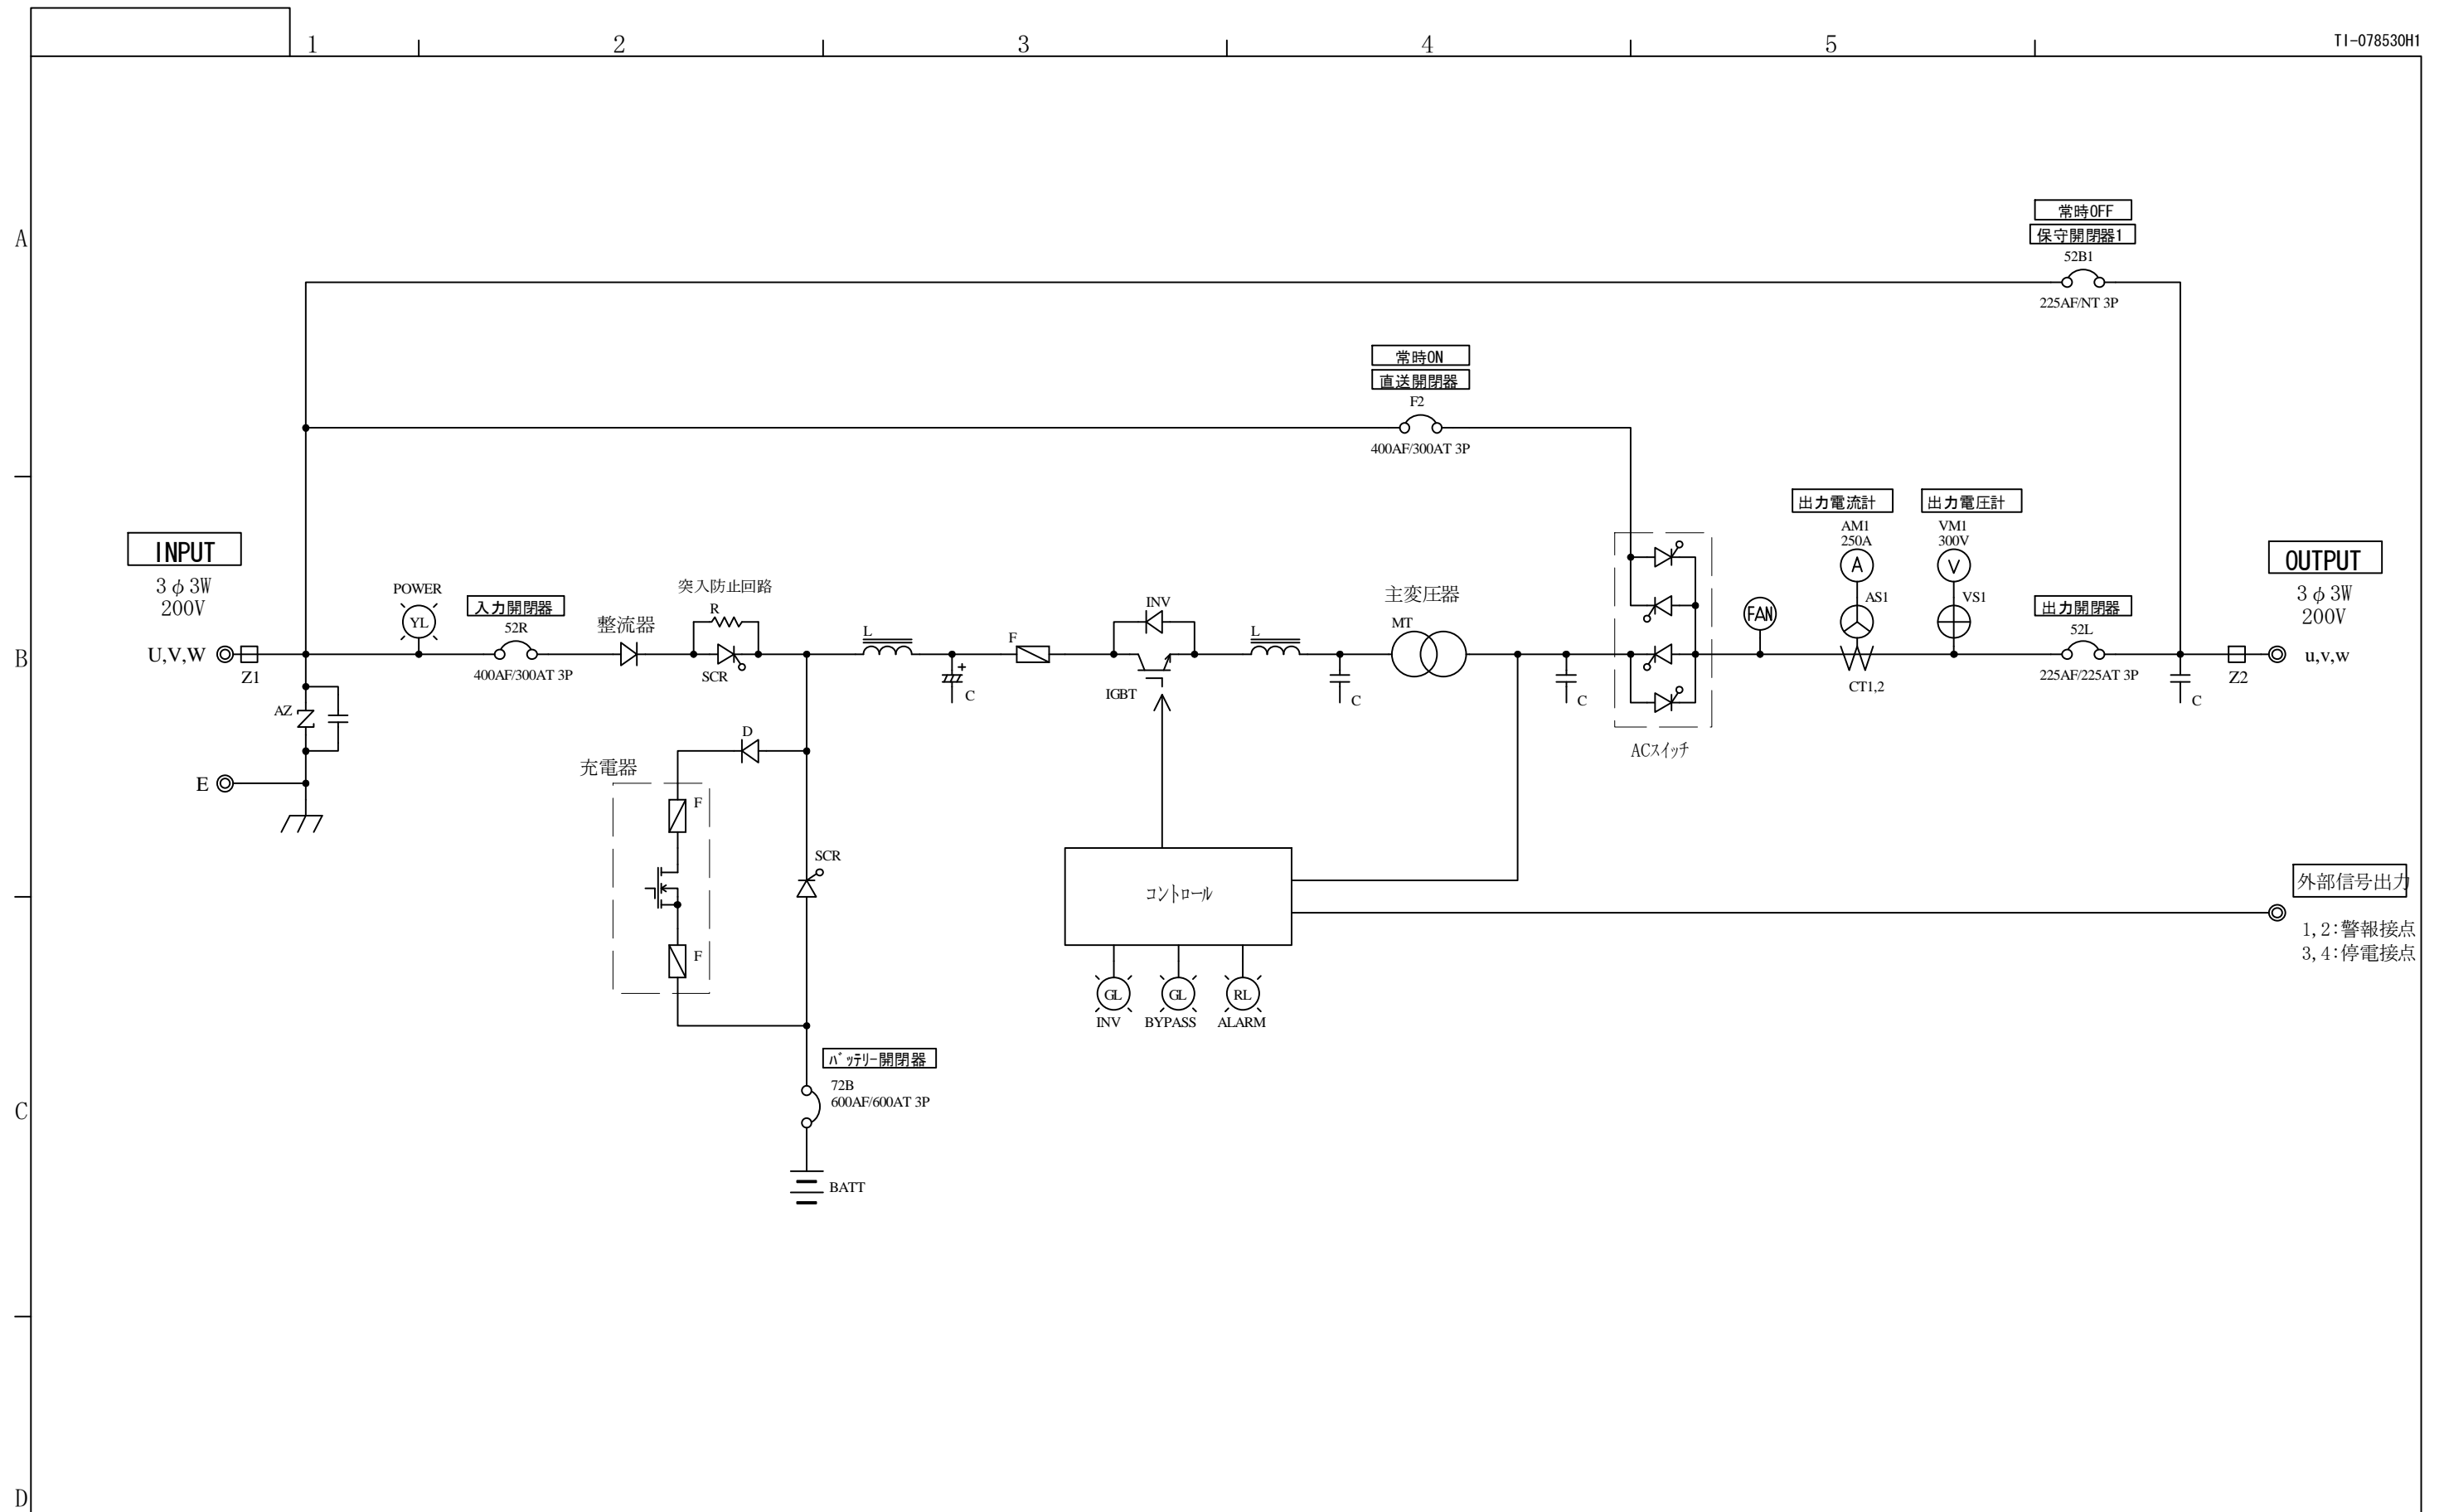 1
2
3
4
5
TI-078530H1
A
常時OFF
保守開閉器1
52B1
225AF/NT 3P
常時ON
直送開閉器
F2
400AF/300AT 3P
INPUT
3φ3W
200V
U,V,W
Z1
AZ
E
POWER
YL
入力開閉器
52R
400AF/300AT 3P
整流器
突入防止回路
R
SCR
L
+
C
F
INV
IGBT
L
C
主変圧器
MT
C
ACスイッチ
FAN
出力電流計
AM1
250A
A
AS1
CT1,2
出力電圧計
VM1
300V
V
VS1
出力開閉器
52L
225AF/225AT 3P
C
Z2
OUTPUT
3φ3W
200V
u,v,w
B
D
充電器
F
F
SCR
コントロール
GL
INV
GL
BYPASS
RL
ALARM
外部信号出力
1,2:警報接点
3,4:停電接点
バッテリー開閉器
72B
600AF/600AT 3P
BATT
C
D